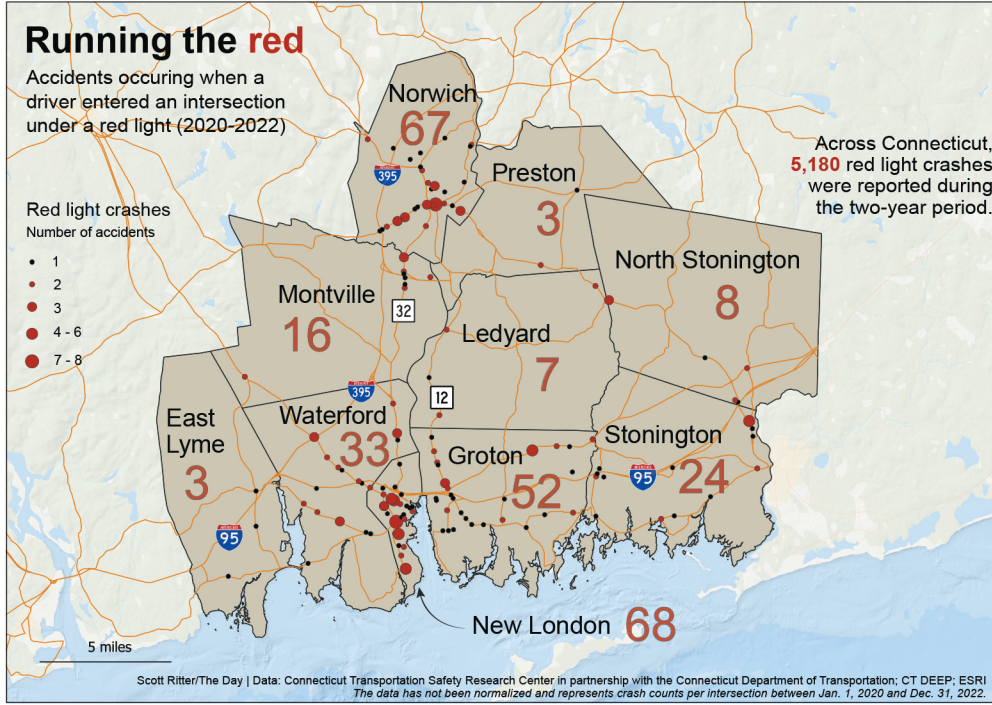 Running the red
Accidents occuring when a
driver entered an intersection
under a red light (2020-2022)
Across Connecticut,
5,180 red light crashes
were reported during
the two-year period.
Red light crashes
Number of accidents
1
2
3
4 - 6
7 - 8
Norwich
67
395
Preston
3
North Stonington
8
Montville
16
32
Ledyard
7
395
12
East
Lyme
3
Waterford
33
Groton
52
Stonington
24
95
95
New London 68
5 miles
Scott Ritter/The Day | Data: Connecticut Transportation Safety Research Center in partnership with the Connecticut Department of Transportation; CT DEEP; ESRI
The data has not been normalized and represents crash counts per intersection between Jan. 1, 2020 and Dec. 31, 2022.